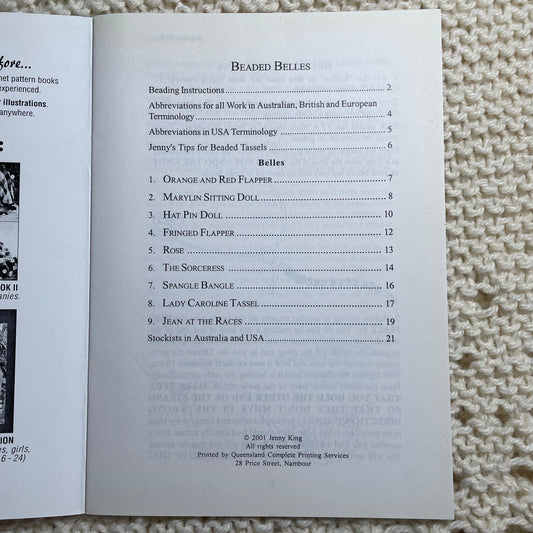 fore...
net pattern books
experienced.
r illustrations.
anywhere.
:
OK II
anies.
ION
es, girls,
6 - 24)
BEADED BELLES
Beading Instructions 2
Abbreviations for all Work in Australian, British and European
Terminology 4
Abbreviations in USA Terminology 5
Jenny's Tips for Beaded Tassels 6
Belles
1. ORANGE AND RED FLAPPER 7
2. MARYLIN SITTING DOLL 8
3. HAT PIN DOLL 10
4. FRINGED FLAPPER 12
5. ROSE 13
6. THE SORCERESS 14
7. SPANGLE BANGLE 16
8. LADY CAROLINE TASSEL 17
9. JEAN AT THE RACES 19
Stockists in Australia and USA 21
© 2001 Jenny King
All rights reserved
Printed by Queensland Complete Printing Services
28 Price Street, Nambour